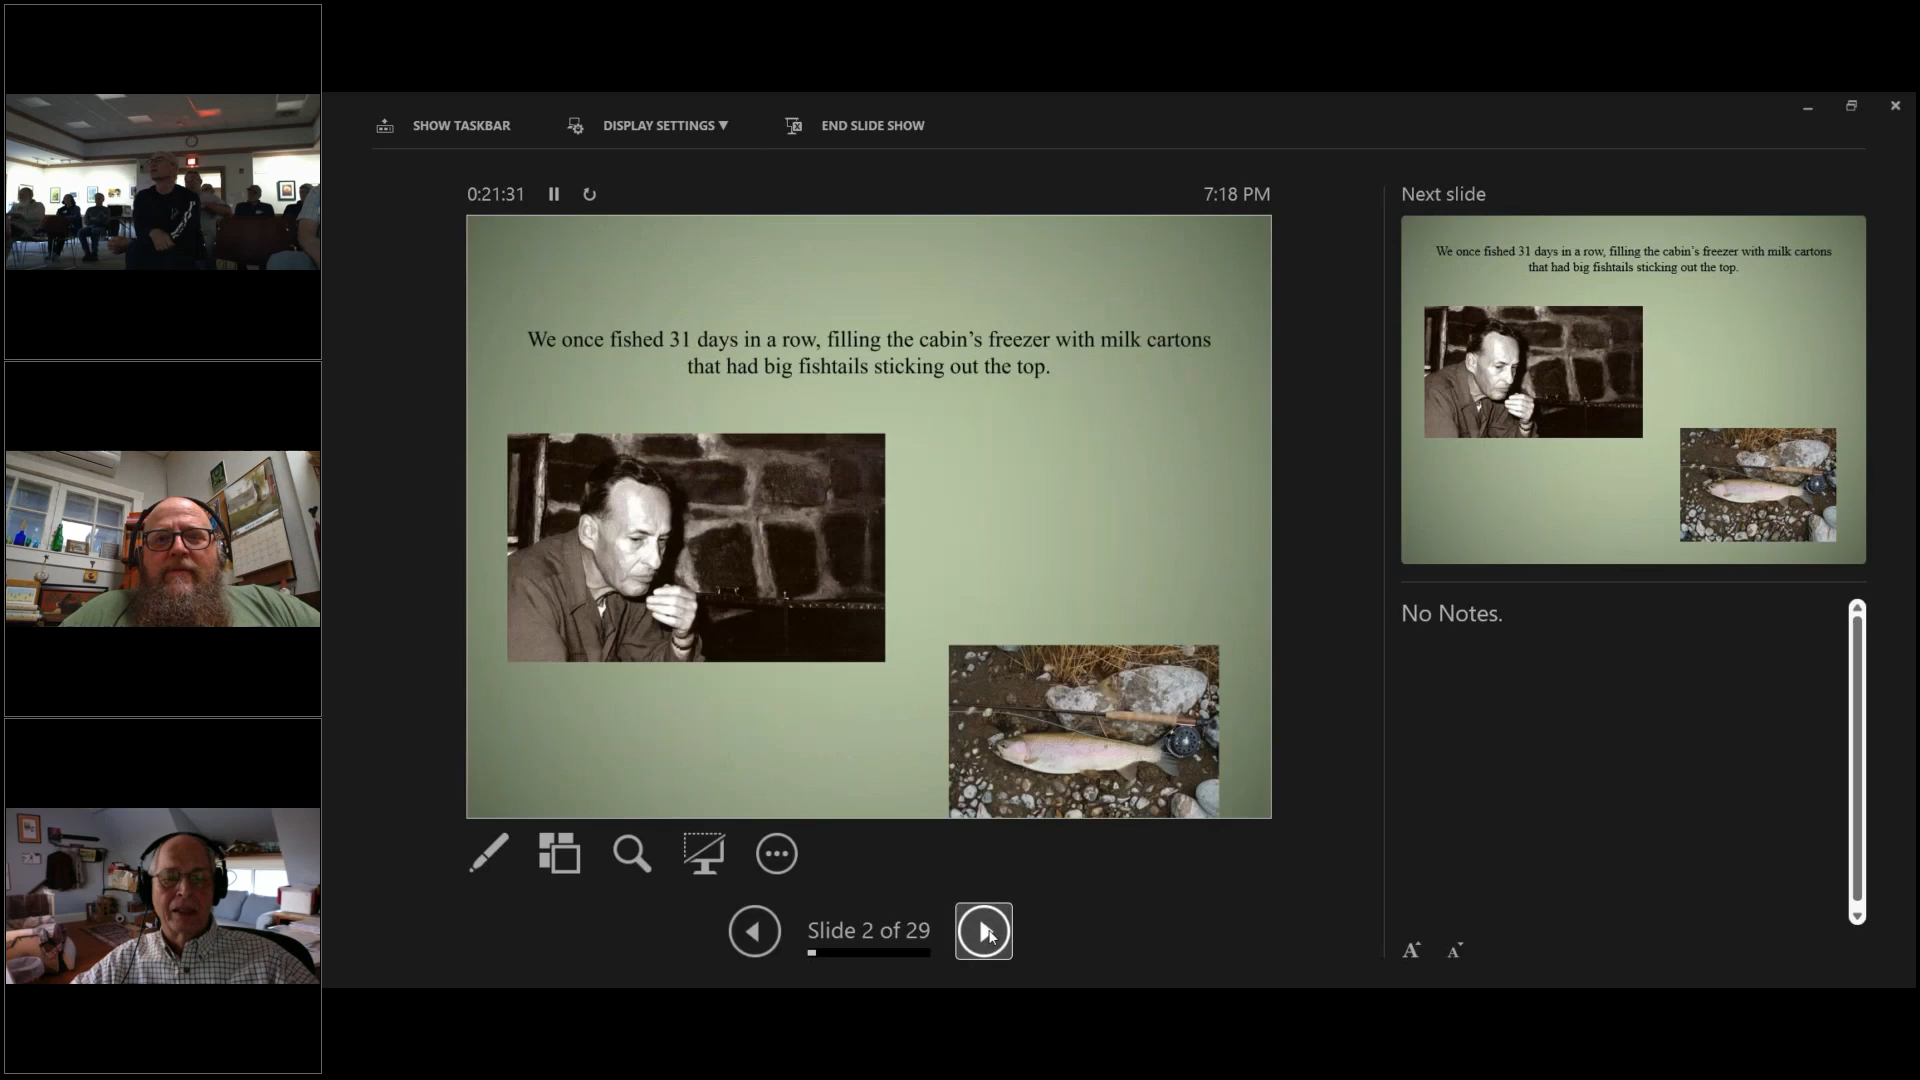 SHOW TASKBAR
DISPLAY SETTINGS ▼
END SLIDE SHOW
0:21:31
7:18 PM
We once fished 31 days in a row, filling the cabin's freezer with milk cartons
that had big fishtails sticking out the top.
Slide 2 of 29
Next slide
We once fished 31 days in a row, filling the cabin's freezer with milk cartons
that had big fishtails sticking out the top.
No Notes.
A
A